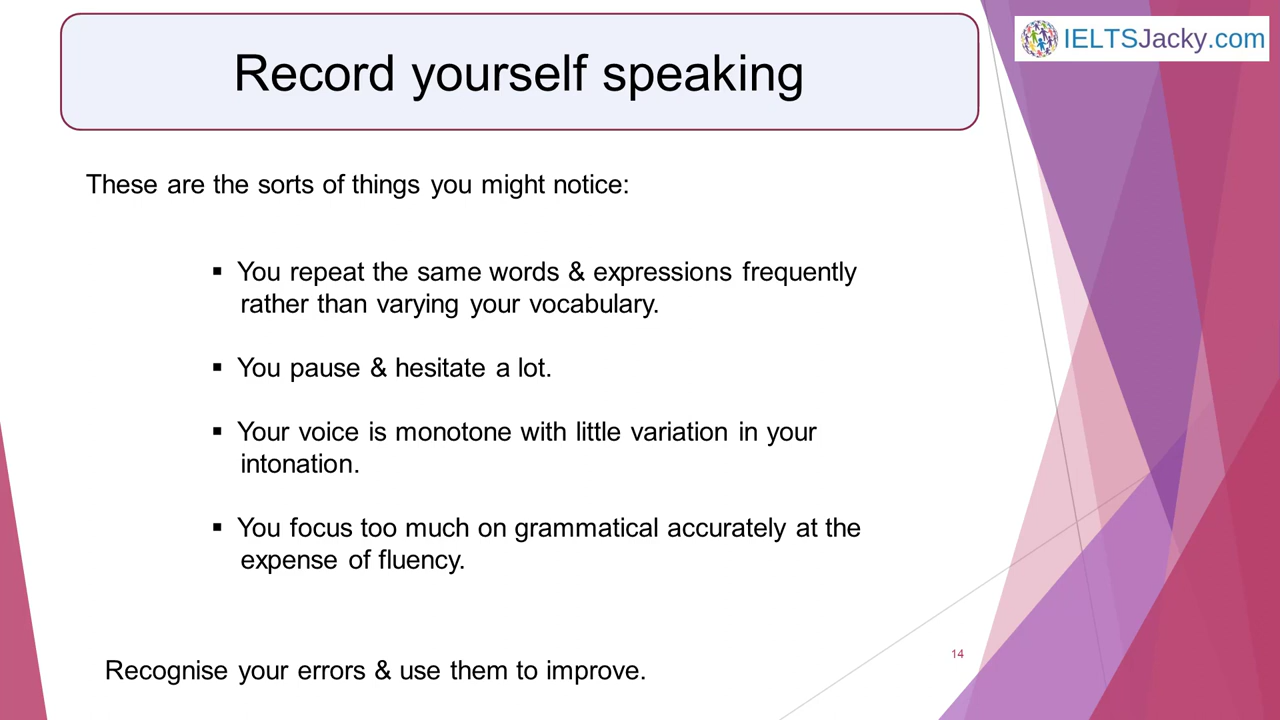 IELTSJacky.com
Record yourself speaking
These are the sorts of things you might notice:
▪ You repeat the same words & expressions frequently
rather than varying your vocabulary.
▪ You pause & hesitate a lot.
▪ Your voice is monotone with little variation in your
intonation.
▪ You focus too much on grammatical accurately at the
expense of fluency.
14
Recognise your errors & use them to improve.